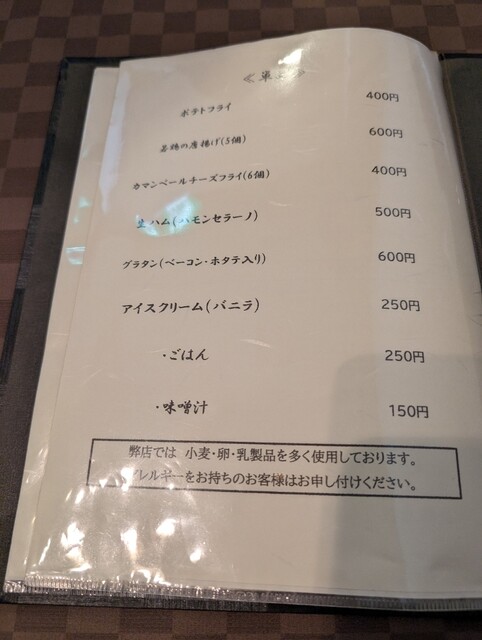 ポテトフライ 400円
若鶏の唐揚げ(5個) 600円
カマンベールチーズフライ(6個) 400円
生ハム(ハモンセラーノ) 500円
グラタン(ベーコン・ホタテ入り) 600円
アイスクリーム(バニラ) 250円
・ごはん 250円
・味噌汁 150円
弊店では 小麦・卵・乳製品を多く使用しております。
アレルギーをお持ちのお客様はお申し付けください。